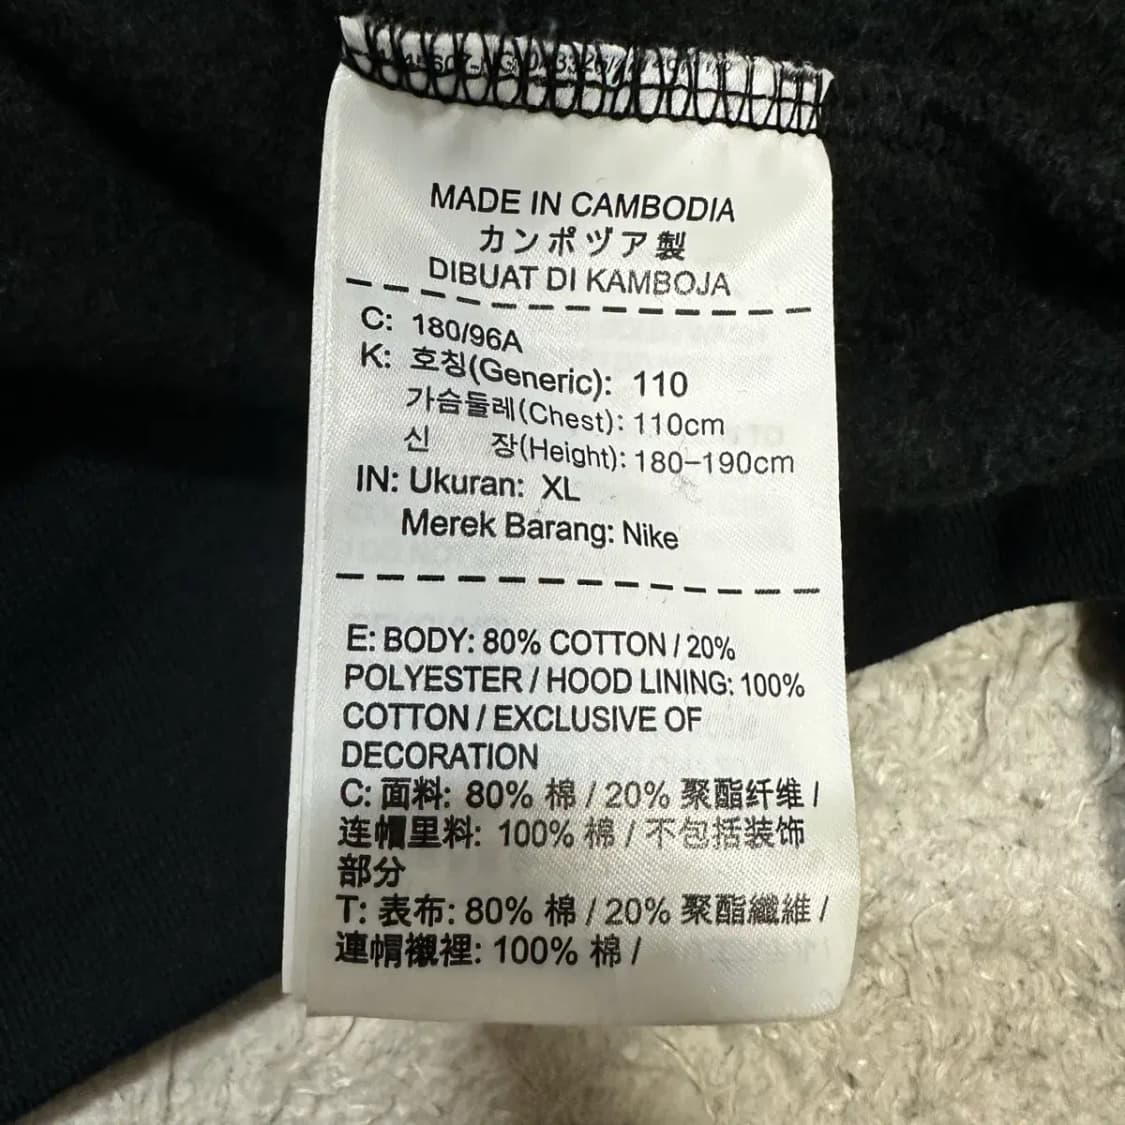 MADE IN CAMBODIA
カンボヂア製
DIBUAT DI KAMBOJA
C: 180/96A
K: 호칭(Generic): 110
가슴둘레(Chest): 110cm
신 장(Height): 180-190cm
IN: Ukuran: XL
Merek Barang: Nike
E: BODY: 80% COTTON / 20%
POLYESTER / HOOD LINING: 100%
COTTON / EXCLUSIVE OF
DECORATION
C: 面料: 80% 棉 / 20% 聚酯纤维 /
连帽里料: 100% 棉 / 不包括装饰
部分
T: 表布: 80% 棉 / 20% 聚酯纖維 /
連帽襯裡: 100% 棉 /